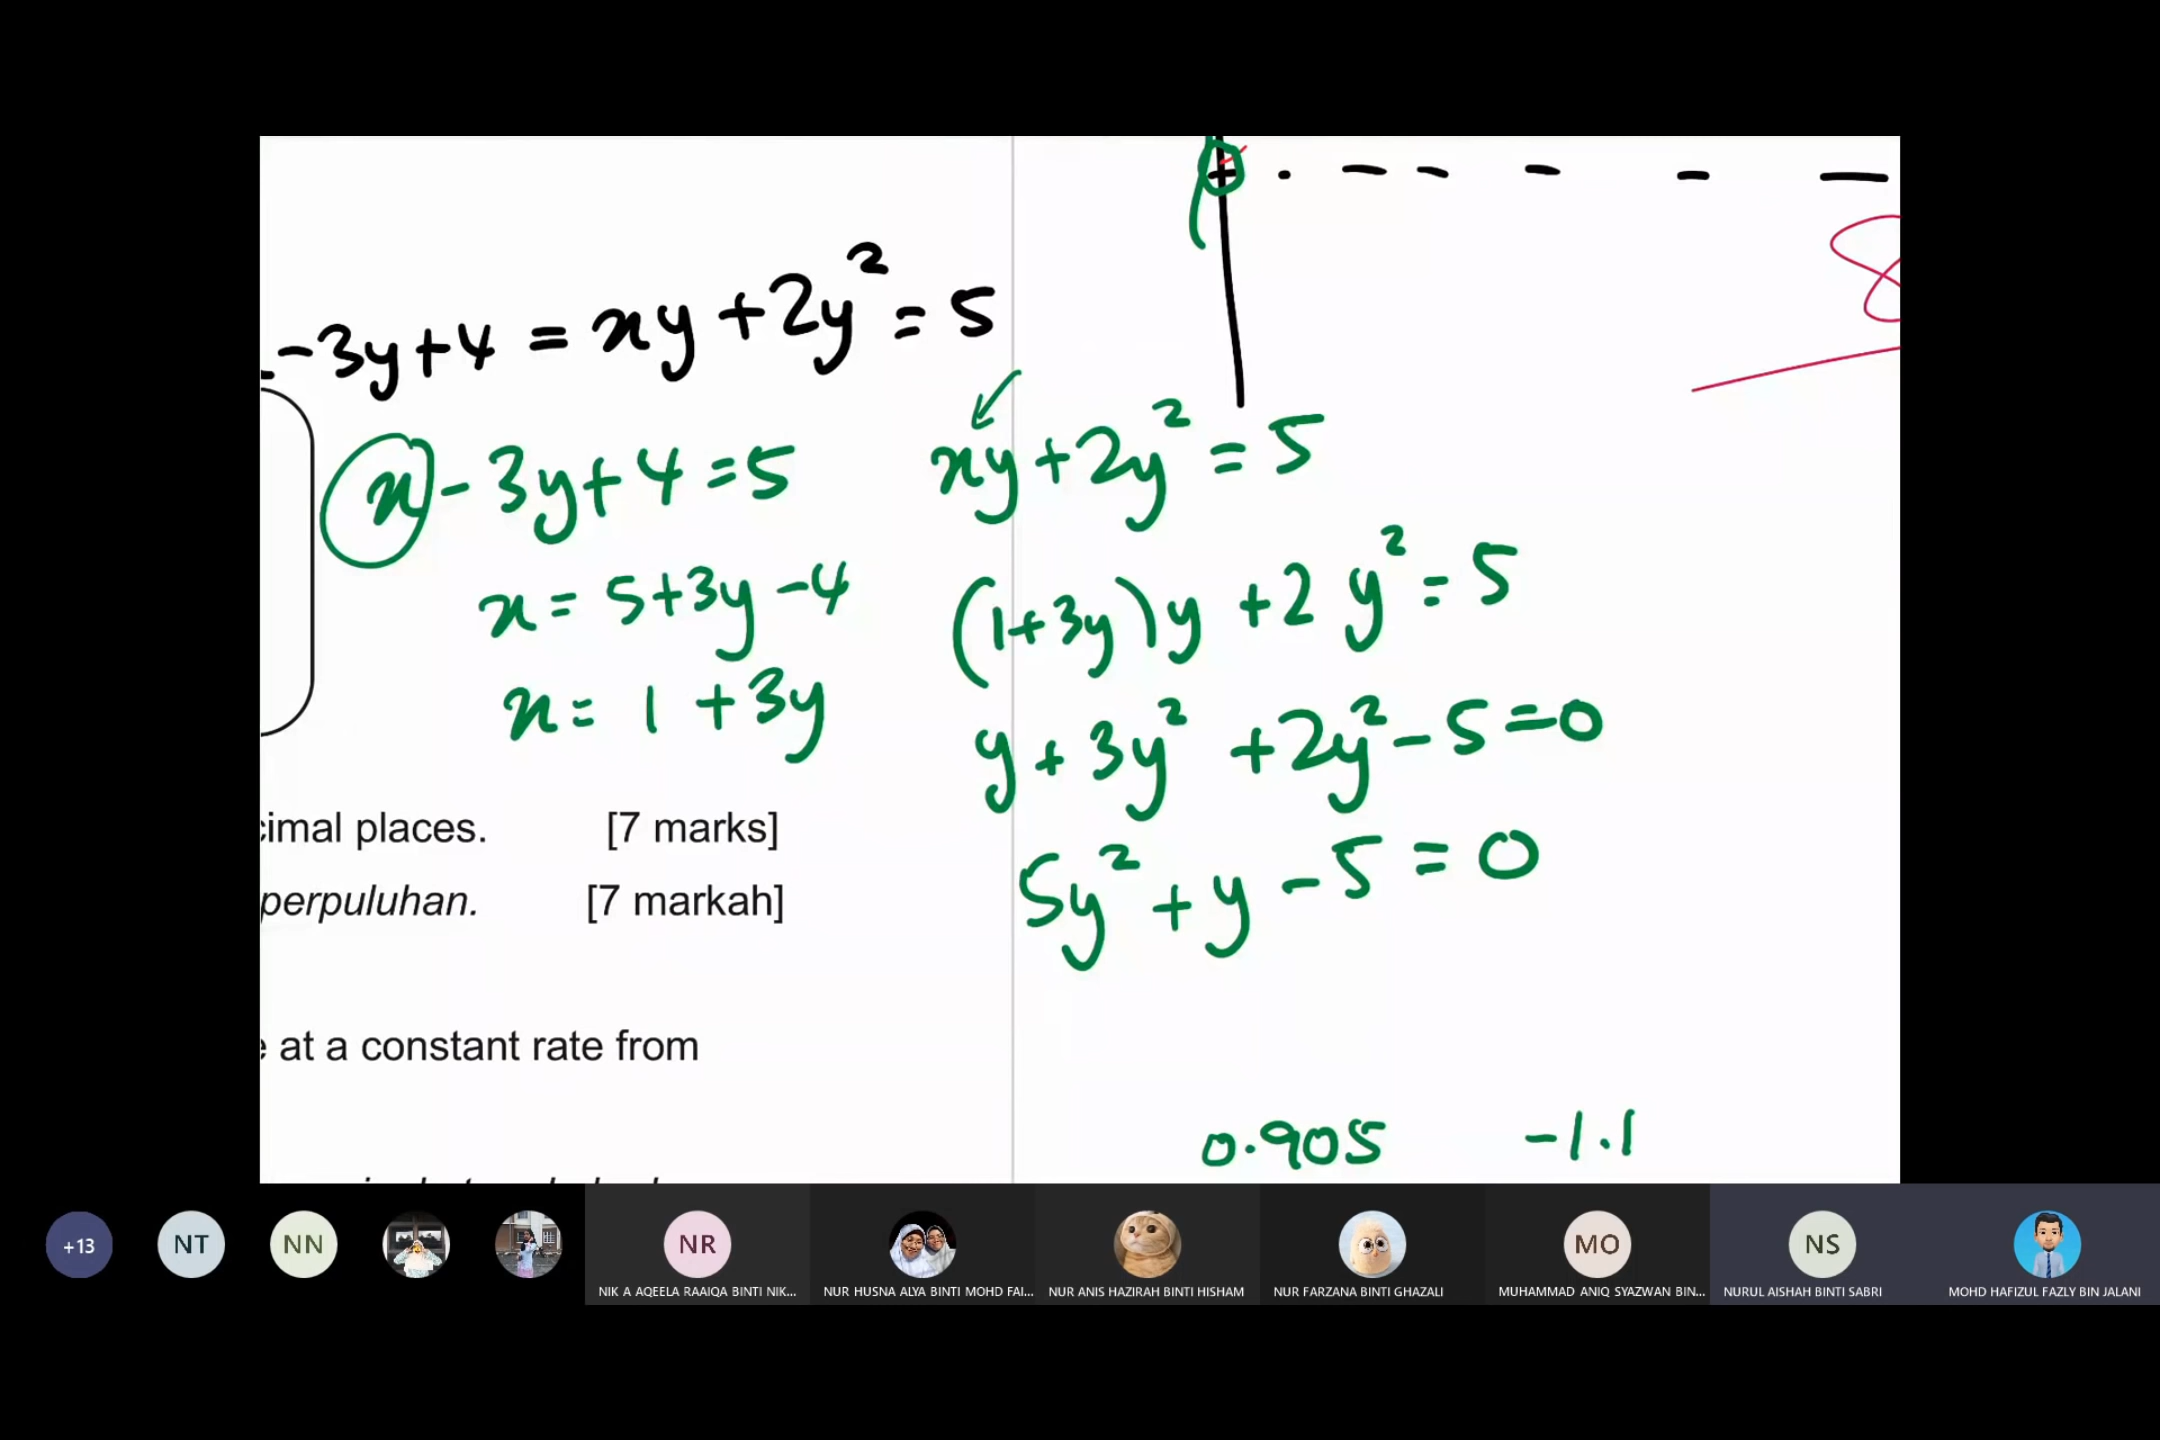 -3y+4 = xy+2y²=5
x-3y+4=5
x=5+3y-4
x=1+3y
xy+2y²=5
(1+3y)y+2y²=5
y+3y²+2y²-5=0
5y²+y-5=0
0.905 -1.1
8
imal places. [7 marks]
perpuluhan. [7 markah]
at a constant rate from
+13
NT
NN
NR
MO
NS
NIK A AQEELA RAAIQA BINTI NIK...
NUR HUSNA ALYA BINTI MOHD FAI...
NUR ANIS HAZIRAH BINTI HISHAM
NUR FARZANA BINTI GHAZALI
MUHAMMAD ANIQ SYAZWAN BIN...
NURUL AISHAH BINTI SABRI
MOHD HAFIZUL FAZLY BIN JALANI